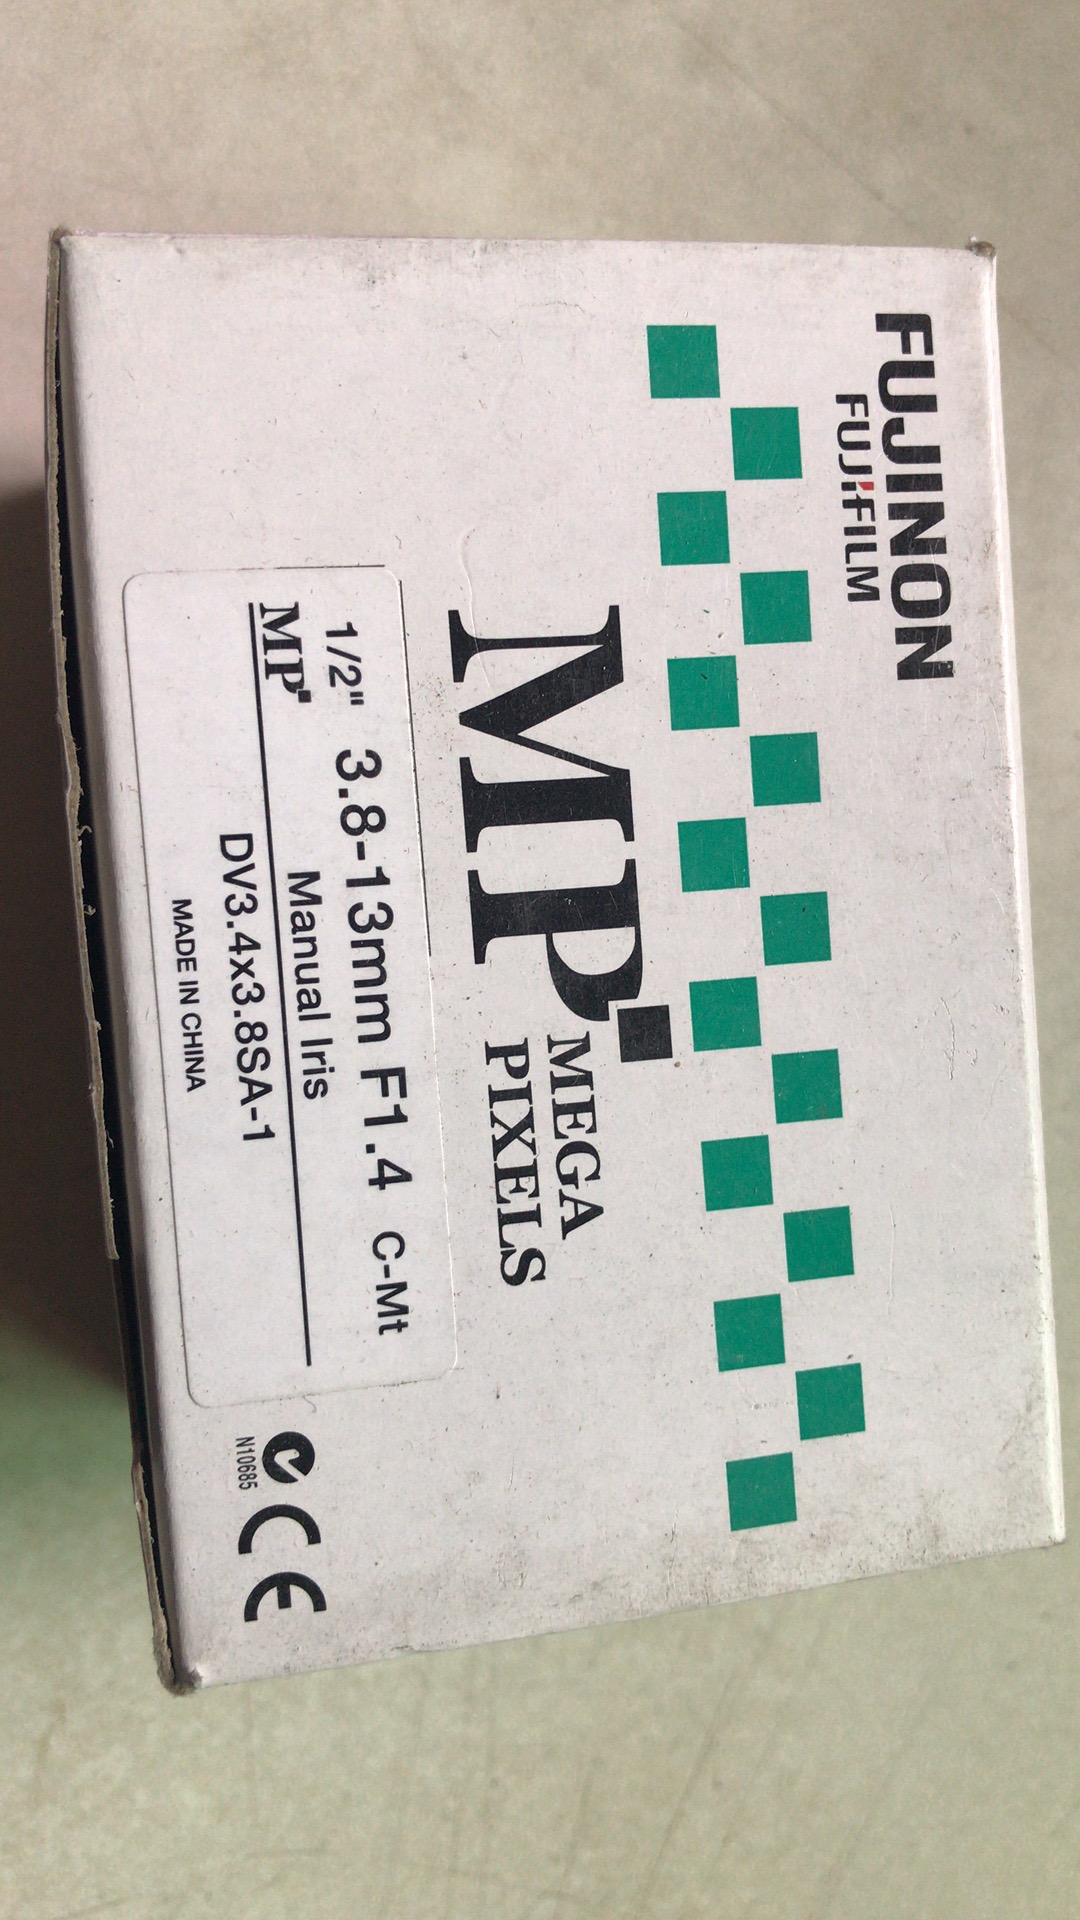 FUJINON
FUJIFILM
MP
MEGA
PIXELS
1/2" 3.8-13mm F1.4 C-Mt
Manual Iris
MP
DV3.4x3.8SA-1
MADE IN CHINA
N10685
CE